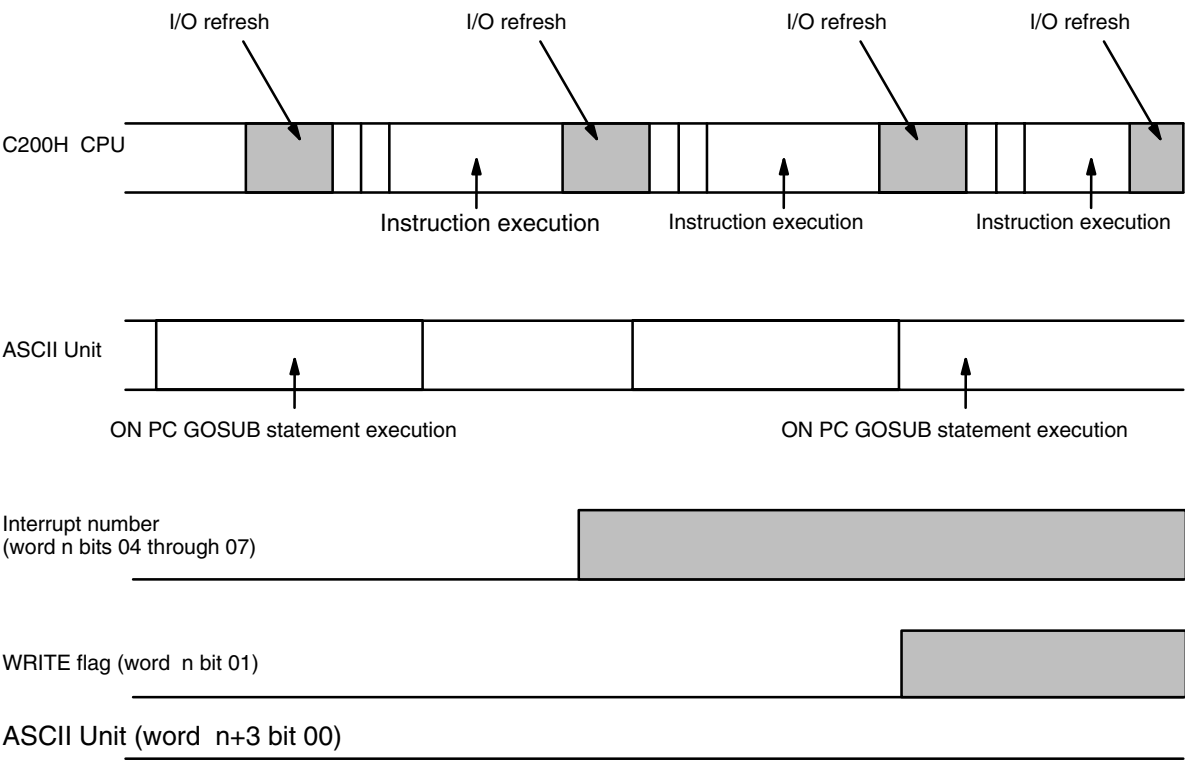 I/O refresh
I/O refresh
I/O refresh
I/O refresh
C200H CPU
Instruction execution
Instruction execution
Instruction execution
ASCII Unit
ON PC GOSUB statement execution
ON PC GOSUB statement execution
Interrupt number
(word n bits 04 through 07)
WRITE flag (word n bit 01)
ASCII Unit (word n+3 bit 00)